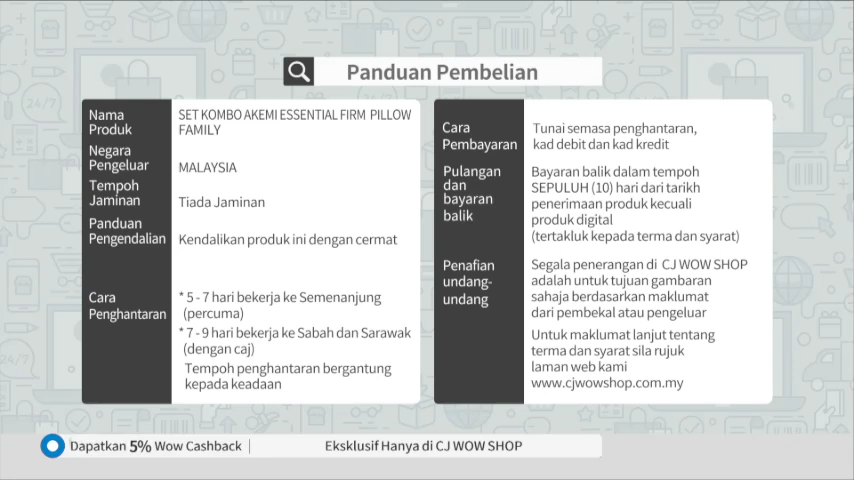 Panduan Pembelian
Nama
Produk
SET KOMBO AKEMI ESSENTIAL FIRM PILLOW
FAMILY
Negara
Pengeluar
MALAYSIA
Tempoh
Jaminan
Tiada Jaminan
Panduan
Pengendalian
Kendalikan produk ini dengan cermat
Cara
Penghantaran
* 5 - 7 hari bekerja ke Semenanjung
(percuma)
* 7 - 9 hari bekerja ke Sabah dan Sarawak
(dengan caj)
Tempoh penghantaran bergantung
kepada keadaan
Cara
Pembayaran
Tunai semasa penghantaran,
kad debit dan kad kredit
Pulangan
dan
bayaran
balik
Bayaran balik dalam tempoh
SEPULUH (10) hari dari tarikh
penerimaan produk kecuali
produk digital
(tertakluk kepada terma dan syarat)
Penafian
undang-
undang
Segala penerangan di CJ WOW SHOP
adalah untuk tujuan gambaran
sahaja berdasarkan maklumat
dari pembekal atau pengeluar
Untuk maklumat lanjut tentang
terma dan syarat sila rujuk
laman web kami
www.cjwowshop.com.my
Dapatkan 5% Wow Cashback |
Eksklusif Hanya di CJ WOW SHOP
24/7
24/7